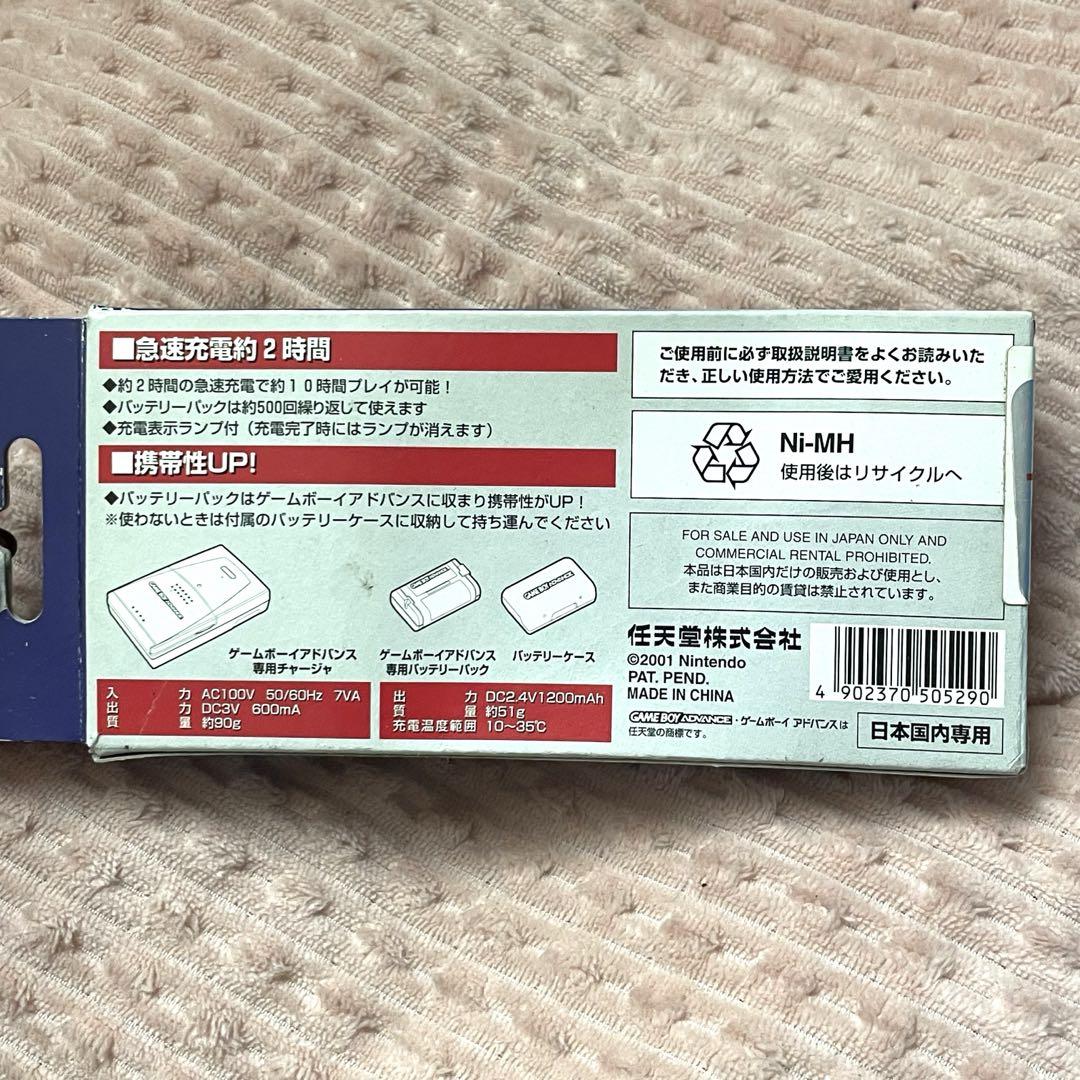 ■急速充電約2時間
◆約2時間の急速充電で約10時間プレイが可能！
◆バッテリーパックは約500回繰り返して使えます
◆充電表示ランプ付（充電完了時にはランプが消えます）
■携帯性UP!
◆バッテリーパックはゲームボーイアドバンスに収まり携帯性がUP！
※使わないときは付属のバッテリーケースに収納して持ち運んでください
GAME BOY ADVANCE
ゲームボーイアドバンス
専用チャージャ
GAME BOY ADVANCE
ゲームボーイアドバンス
専用バッテリーパック
GAME BOY ADVANCE
バッテリーケース
入力 AC100V 50/60Hz 7VA
出力 DC3V 600mA
質量 約90g
出力 DC2.4V1200mAh
質量 約51g
充電温度範囲 10〜35℃
ご使用前に必ず取扱説明書をよくお読みいた
だき、正しい使用方法でご愛用ください。
Ni-MH
使用後はリサイクルへ
FOR SALE AND USE IN JAPAN ONLY AND
COMMERCIAL RENTAL PROHIBITED.
本品は日本国内だけの販売および使用とし、
また商業目的の賃貸は禁止されています。
任天堂株式会社
©2001 Nintendo
PAT. PEND.
MADE IN CHINA
GAME BOY ADVANCE・ゲームボーイ アドバンスは
任天堂の商標です。
4 902370 505290
日本国内専用